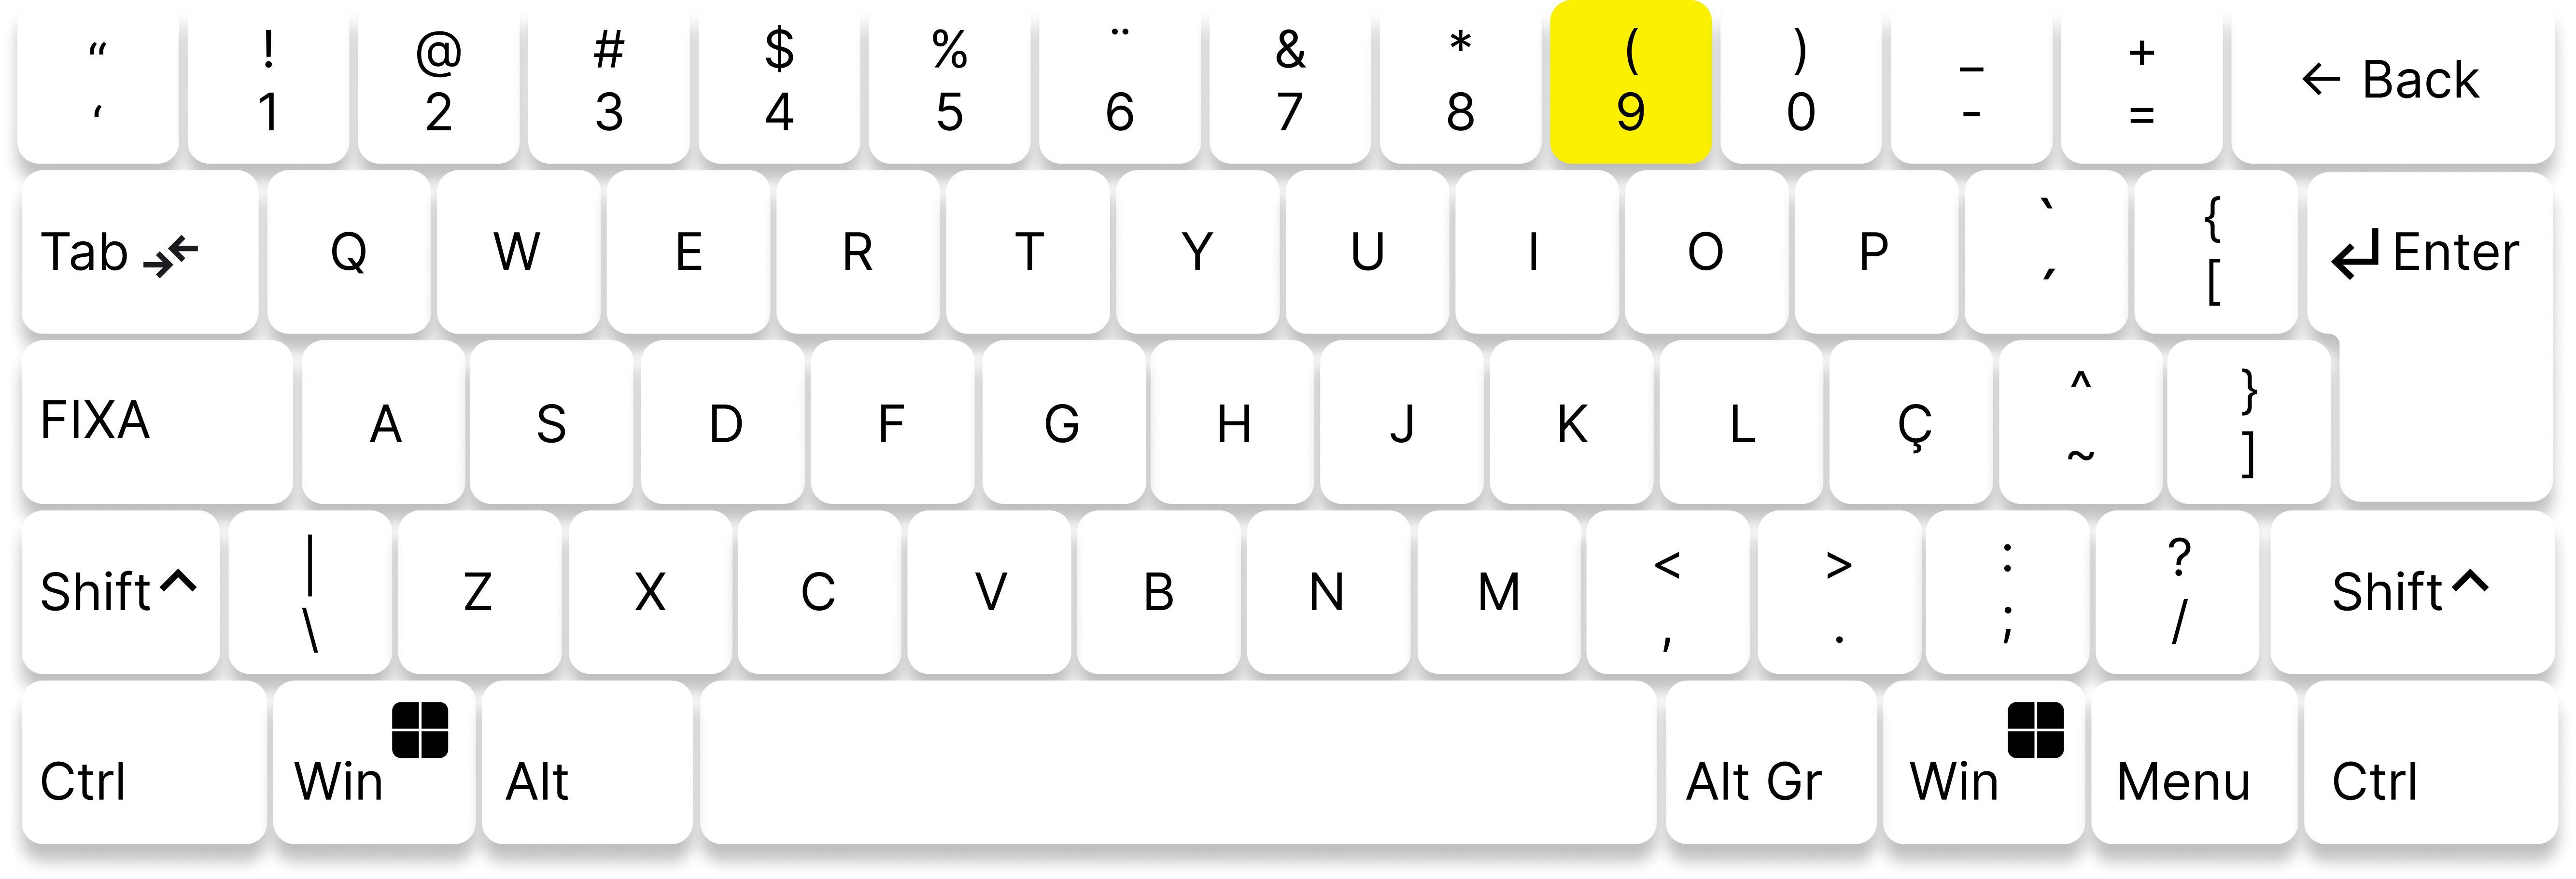 “ ! @ # $ % ¨ & * ( ) _ + ← Back
‘ 1 2 3 4 5 6 7 8 9 0 - =
Tab Q W E R T Y U I O P ` { Enter
´ [
FIXA A S D F G H J K L Ç ^ }
~ ]
Shift | Z X C V B N M < > : ? Shift
\ , . ; /
Ctrl Win Alt Alt Gr Win Menu Ctrl